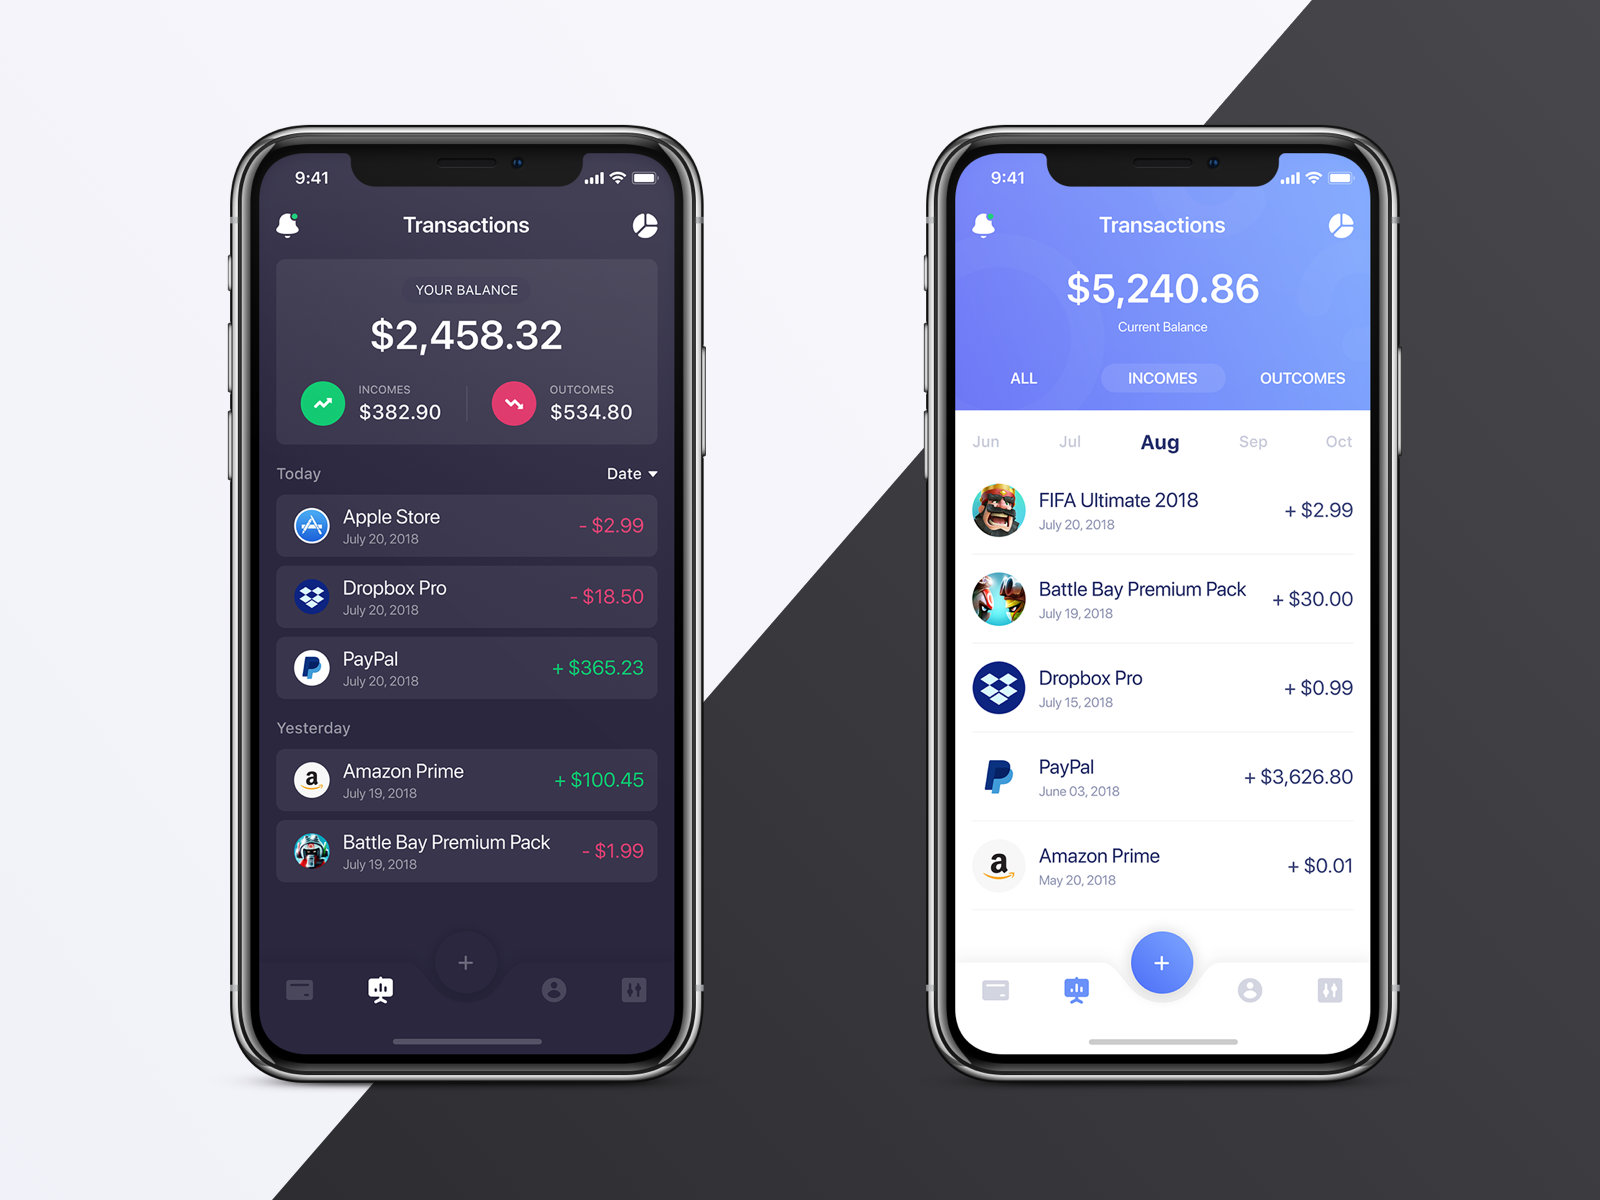 9:41
Transactions
YOUR BALANCE
$2,458.32
INCOMES
$382.90
OUTCOMES
$534.80
Today
Date
Apple Store
July 20, 2018
- $2.99
Dropbox Pro
July 20, 2018
- $18.50
PayPal
July 20, 2018
+ $365.23
Yesterday
Amazon Prime
July 19, 2018
+ $100.45
Battle Bay Premium Pack
July 19, 2018
- $1.99
+
9:41
Transactions
$5,240.86
Current Balance
ALL INCOMES OUTCOMES
Jun Jul Aug Sep Oct
FIFA Ultimate 2018
July 20, 2018
+ $2.99
Battle Bay Premium Pack
July 19, 2018
+ $30.00
Dropbox Pro
July 15, 2018
+ $0.99
PayPal
June 03, 2018
+ $3,626.80
a
Amazon Prime
May 20, 2018
+ $0.01
+